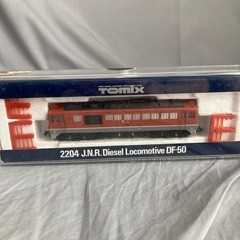 TOMIX
2204 J.N.R. Diesel Locomotive DF-50